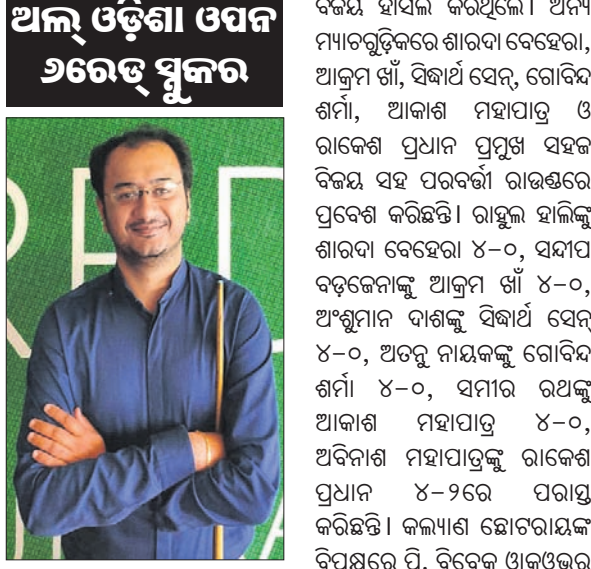 ଅଲ୍ ଓଡ଼ିଶା ଓପନ
୬ରେଡ୍ ସ୍ନୁକର
ବିଜୟ ହାସଲ କରିଥିଲେ। ଅନ୍ୟ
ମ୍ୟାଚଗୁଡ଼ିକରେ ଶାରଦା ବେହେରା,
ଆକ୍ରମ ଖାଁ, ସିଦ୍ଧାର୍ଥ ସେନ୍, ଗୋବିନ୍ଦ
ଶର୍ମା, ଆକାଶ ମହାପାତ୍ର ଓ
ରାକେଶ ପ୍ରଧାନ ପ୍ରମୁଖ ସହଜ
ବିଜୟ ସହ ପରବର୍ତ୍ତୀ ରାଉଣ୍ଡରେ
ପ୍ରବେଶ କରିଛନ୍ତି। ରାହୁଲ ହାଲିଙ୍କୁ
ଶାରଦା ବେହେରା ୪-୦, ସନ୍ଦୀପ
ବଡ଼ଜେନାଙ୍କୁ ଆକ୍ରମ ଖାଁ ୪-୦,
ଅଂଶୁମାନ ଦାଶଙ୍କୁ ସିଦ୍ଧାର୍ଥ ସେନ୍
୪-୦, ଅତନୁ ନାୟକଙ୍କୁ ଗୋବିନ୍ଦ
ଶର୍ମା ୪-୦, ସମୀର ରଥଙ୍କୁ
ଆକାଶ ମହାପାତ୍ର ୪-୦,
ଅବିନାଶ ମହାପାତ୍ରଙ୍କୁ ରାକେଶ
ପ୍ରଧାନ ୪-୨ରେ ପରାସ୍ତ
କରିଛନ୍ତି। କଲ୍ୟାଣ ଛୋଟରାୟଙ୍କ
ବିପକ୍ଷରେ ପି. ବିବେକ ଓାକଓଭର